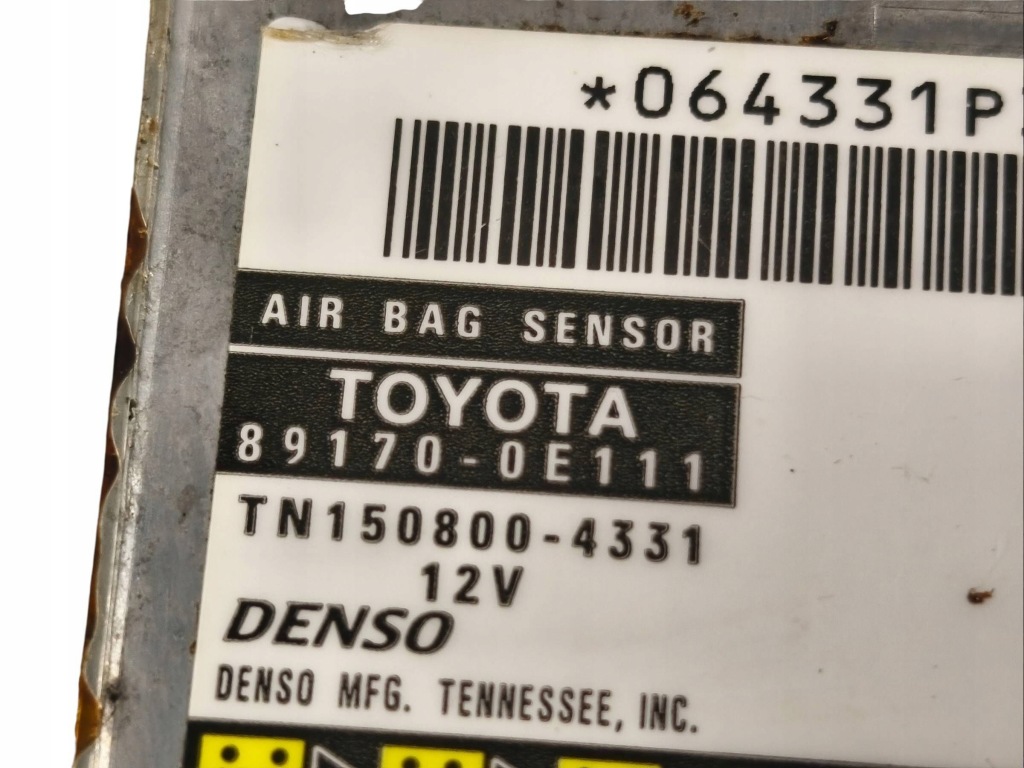 *064331P
AIR BAG SENSOR
TOYOTA
89170-0E111
TN150800-4331
12V
DENSO
DENSO MFG. TENNESSEE, INC.